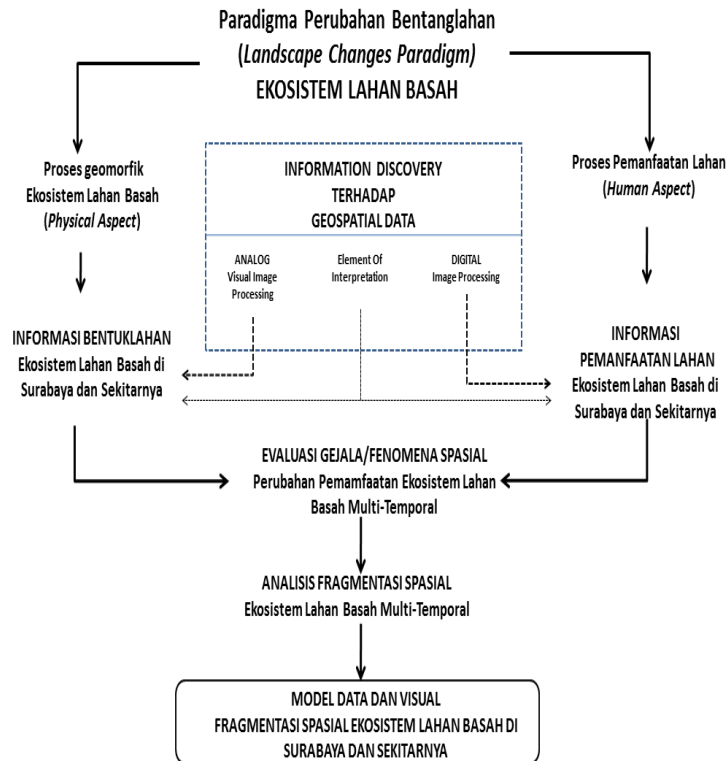 Paradigma Perubahan Bentanglahan
(Landscape Changes Paradigm)
EKOSISTEM LAHAN BASAH
Proses geomorfik
Ekosistem Lahan Basah
(Physical Aspect)
INFORMATION DISCOVERY
TERHADAP
GEOSPATIAL DATA
Proses Pemanfaatan Lahan
(Human Aspect)
ANALOG
Visual Image
Processing
Element Of
Interpretation
DIGITAL
Image Processing
INFORMASI BENTUKLAHAN
Ekosistem Lahan Basah di
Surabaya dan Sekitarnya
INFORMASI
PEMANFAATAN LAHAN
Ekosistem Lahan Basah di
Surabaya dan Sekitarnya
EVALUASI GEJALA/FENOMENA SPASIAL
Perubahan Pemamfaatan Ekosistem Lahan
Basah Multi-Temporal
ANALISIS FRAGMENTASI SPASIAL
Ekosistem Lahan Basah Multi-Temporal
MODEL DATA DAN VISUAL
FRAGMENTASI SPASIAL EKOSISTEM LAHAN BASAH DI
SURABAYA DAN SEKITARNYA